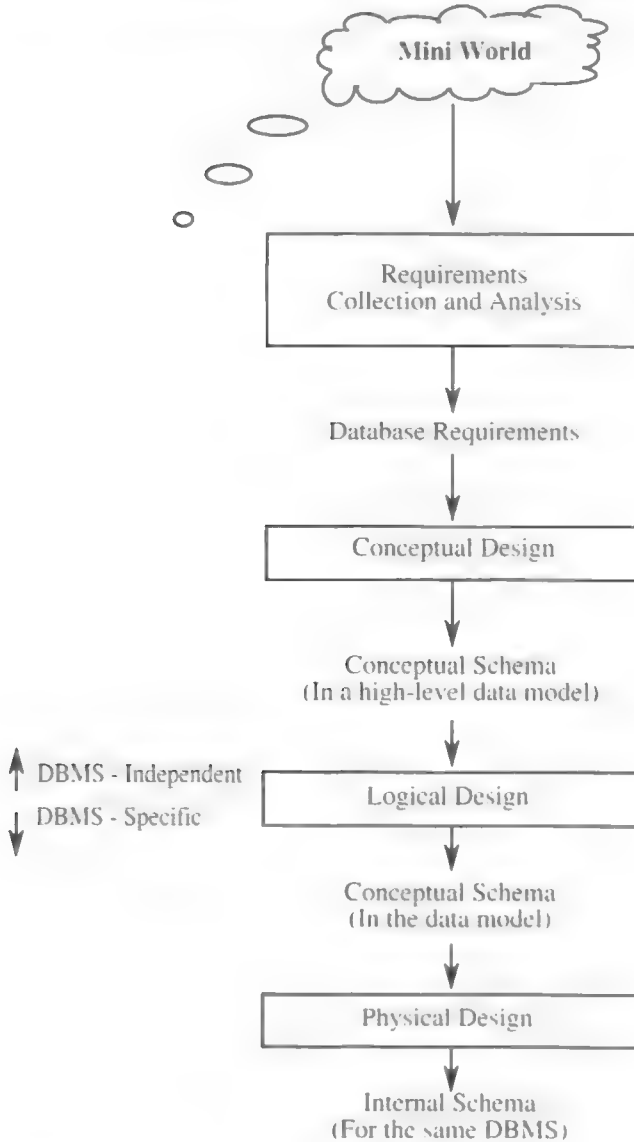 Mini World
Requirements
Collection and Analysis
Database Requirements
Conceptual Design
Conceptual Schema
(In a high-level data model)
DBMS - Independent
DBMS - Specific
Logical Design
Conceptual Schema
(In the data model)
Physical Design
Internal Schema
(For the same DBMS)